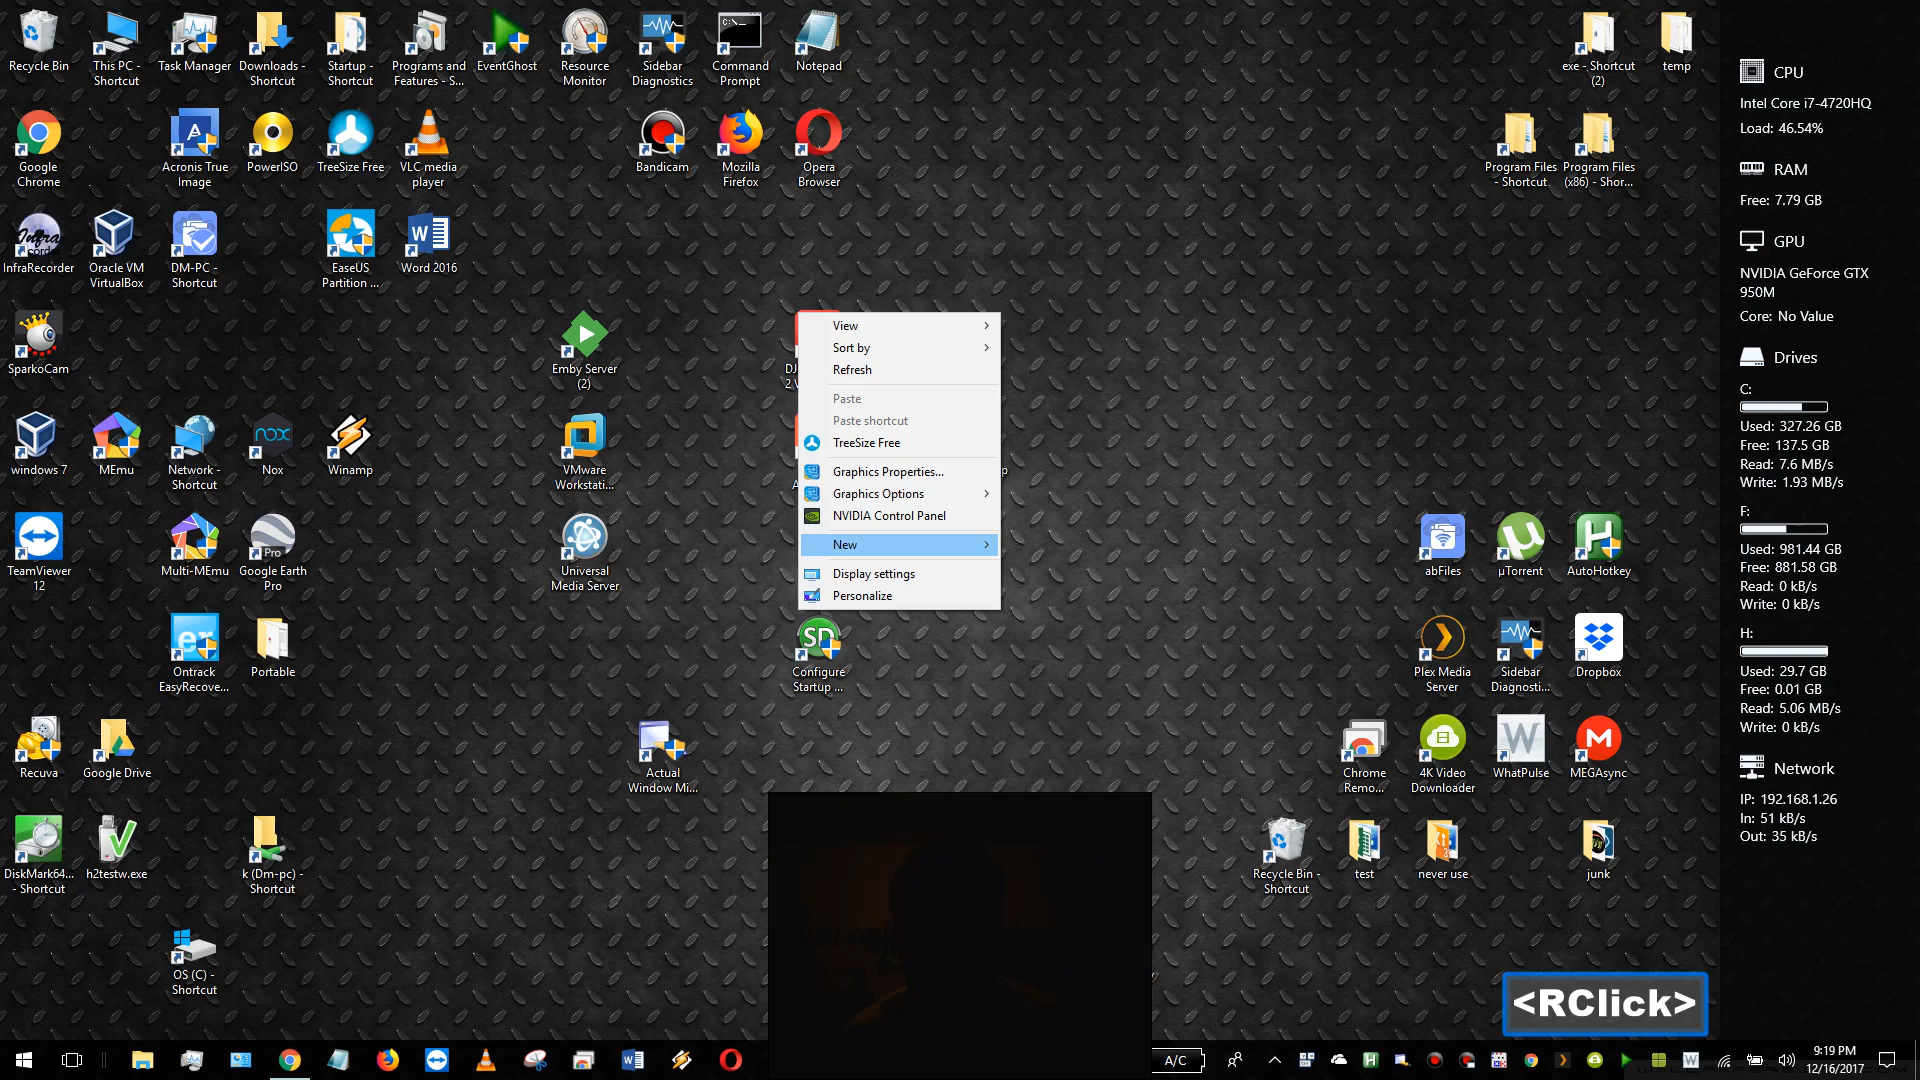 Recycle Bin
This PC -
Shortcut
Task Manager
Downloads -
Shortcut
Startup -
Shortcut
Programs and
Features - S...
EventGhost
Resource
Monitor
Sidebar
Diagnostics
Command
Prompt
Notepad
exe - Shortcut
(2)
temp
Google
Chrome
Acronis True
Image
PowerISO
TreeSize Free
VLC media
player
Bandicam
Mozilla
Firefox
Opera
Browser
Program Files
- Shortcut
Program Files
(x86) - Shor...
InfraRecorder
Oracle VM
VirtualBox
DM-PC -
Shortcut
EaseUS
Partition ...
Word 2016
SparkoCam
Emby Server
(2)
DJ
2 V
windows 7
MEmu
Network -
Shortcut
nox
Nox
Winamp
VMware
Workstati...
TeamViewer
12
Multi-MEmu
Pro
Google Earth
Pro
Universal
Media Server
abFiles
µTorrent
AutoHotkey
er
Ontrack
EasyRecove...
Portable
SD
Configure
Startup ...
Plex Media
Server
Sidebar
Diagnosti...
Dropbox
Recuva
Google Drive
Actual
Window Mi...
Chrome
Remo...
4K Video
Downloader
WhatPulse
MEGAsync
DiskMark64...
- Shortcut
h2testw.exe
k (Dm-pc) -
Shortcut
Recycle Bin -
Shortcut
test
never use
junk
OS (C) -
Shortcut
View
Sort by
Refresh
Paste
Paste shortcut
TreeSize Free
Graphics Properties...
Graphics Options
NVIDIA Control Panel
New
Display settings
Personalize
CPU
Intel Core i7-4720HQ
Load: 46.54%
RAM
Free: 7.79 GB
GPU
NVIDIA GeForce GTX
950M
Core: No Value
Drives
C:
Used: 327.26 GB
Free: 137.5 GB
Read: 7.6 MB/s
Write: 1.93 MB/s
F:
Used: 981.44 GB
Free: 881.58 GB
Read: 0 kB/s
Write: 0 kB/s
H:
Used: 29.7 GB
Free: 0.01 GB
Read: 5.06 MB/s
Write: 0 kB/s
Network
IP: 192.168.1.26
In: 51 kB/s
Out: 35 kB/s
<RClick>
A/C
9:19 PM
12/16/2017